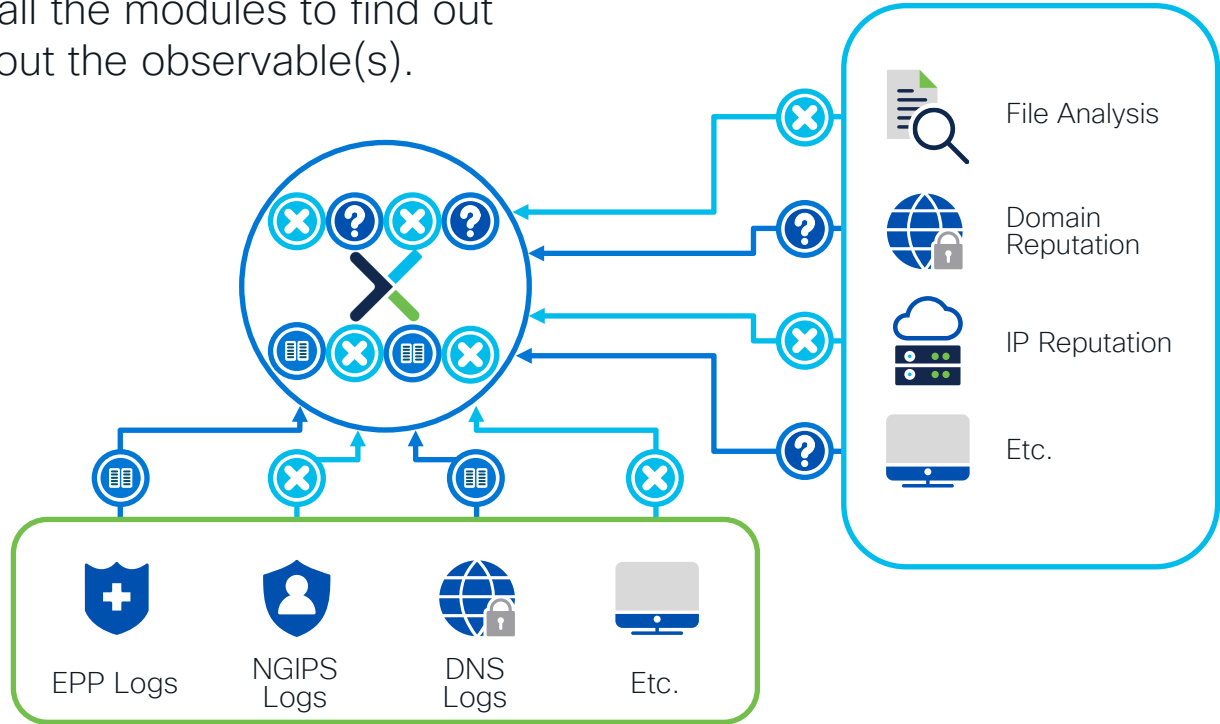 all the modules to find out
out the observable(s).
File Analysis
Domain
Reputation
IP Reputation
Etc.
EPP Logs
NGIPS
Logs
DNS
Logs
Etc.